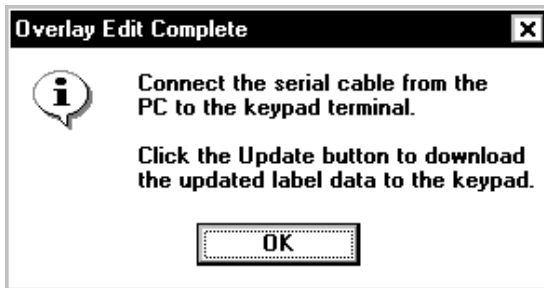 Overlay Edit Complete
Connect the serial cable from the
PC to the keypad terminal.
Click the Update button to download
the updated label data to the keypad.
OK